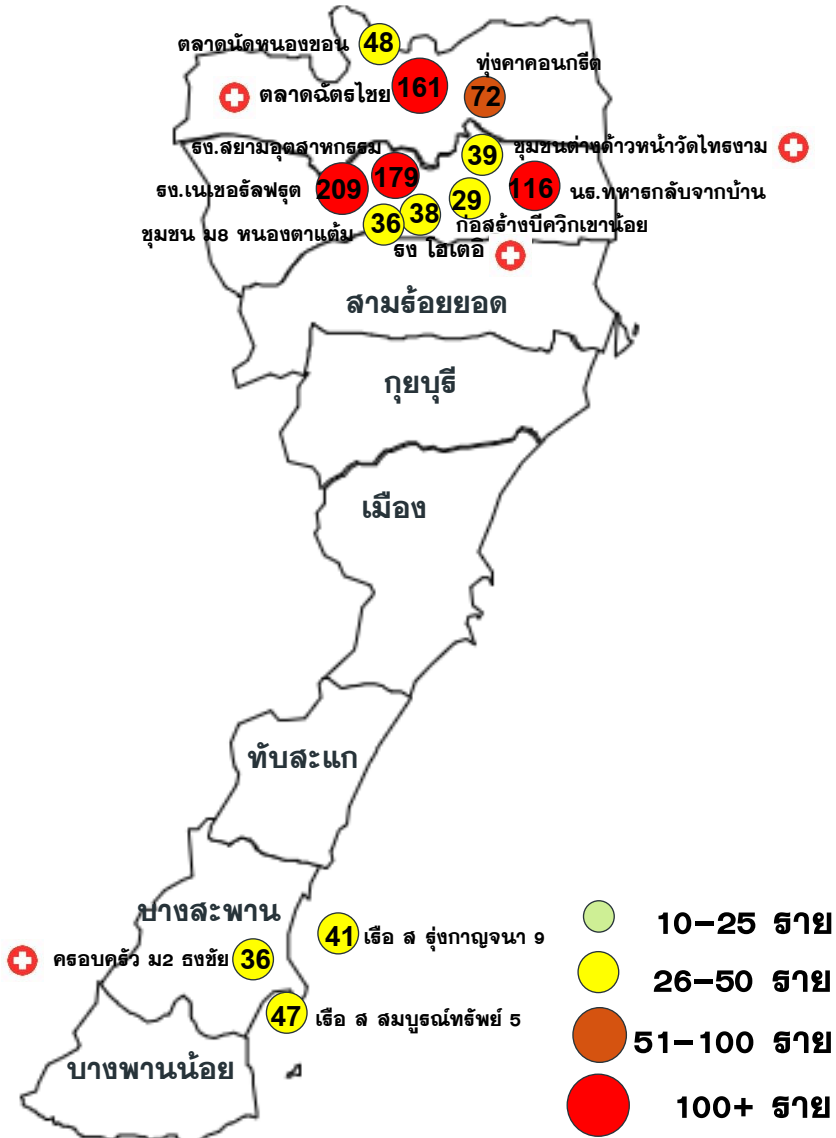 ตลาดนัดหนองขอน 48
ทุ่งคาคอนกรีต
ตลาดฉัตรไชย 161
72
รง.สยามอุตสาหกรรม
39 ชุมชนต่างด้าวหน้าวัดไทรงาม
179
รง.เนเชอรัลฟรุต 209
116 นร.ทหารกลับจากบ้าน
29
38
ก่อสร้างบีควิกเขาน้อย
ชุมชน ม8 หนองตาแต้ม 36
รง โฮเตอิ
สามร้อยยอด
กุยบุรี
เมือง
ทับสะแก
บางสะพาน
41 เรือ ส รุ่งกาญจนา 9
ครอบครัว ม2 ธงชัย 36
47 เรือ ส สมบูรณ์ทรัพย์ 5
บางพานน้อย
10-25 ราย
26-50 ราย
51-100 ราย
100+ ราย